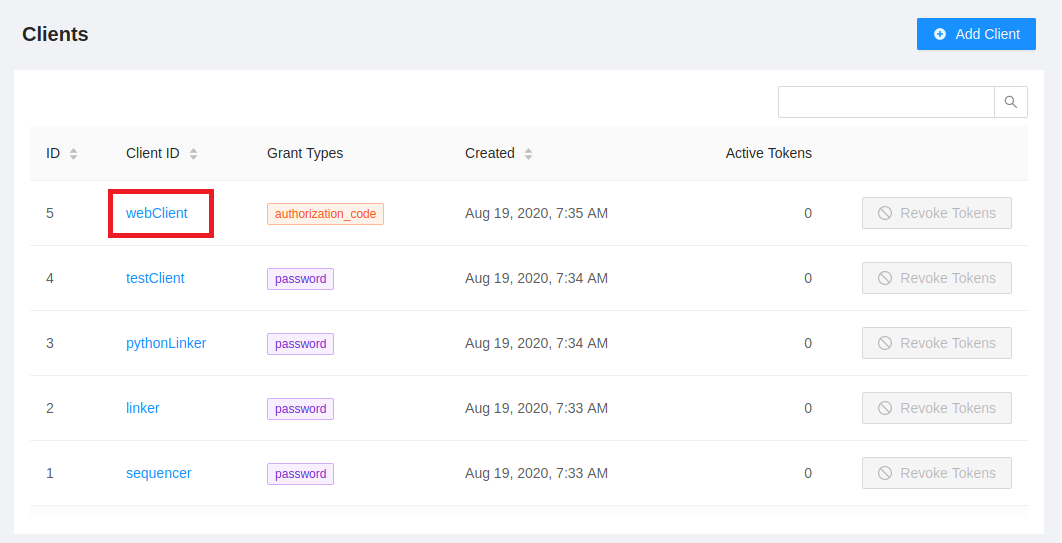 Clients
Add Client
ID Client ID Grant Types Created Active Tokens
5 webClient authorization_code Aug 19, 2020, 7:35 AM 0 Revoke Tokens
4 testClient password Aug 19, 2020, 7:34 AM 0 Revoke Tokens
3 pythonLinker password Aug 19, 2020, 7:34 AM 0 Revoke Tokens
2 linker password Aug 19, 2020, 7:33 AM 0 Revoke Tokens
1 sequencer password Aug 19, 2020, 7:33 AM 0 Revoke Tokens